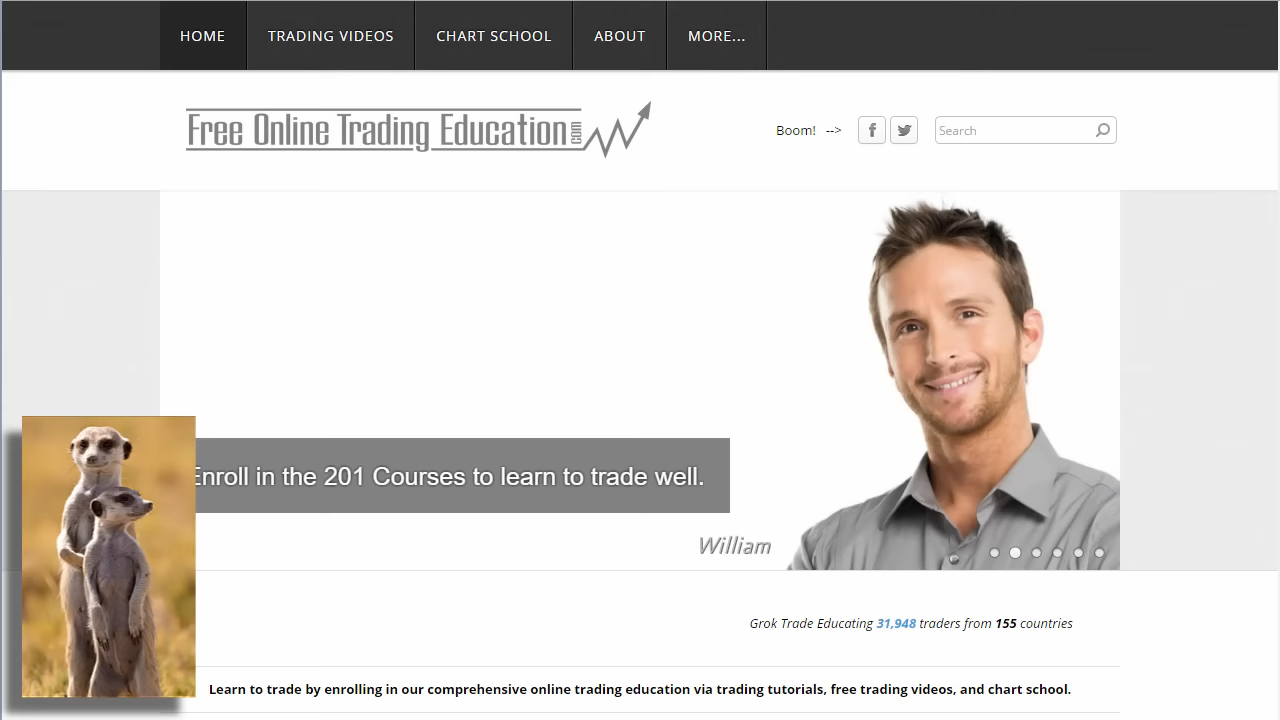 HOME TRADING VIDEOS CHART SCHOOL ABOUT MORE...
Free Online Trading Education.com
Boom! --> Search
Enroll in the 201 Courses to learn to trade well.
William
Grok Trade Educating 31,948 traders from 155 countries
Learn to trade by enrolling in our comprehensive online trading education via trading tutorials, free trading videos, and chart school.